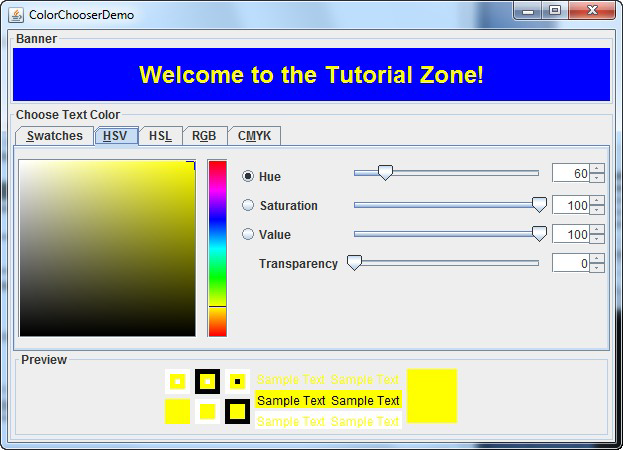 ColorChooserDemo
Banner
Welcome to the Tutorial Zone!
Choose Text Color
Swatches HSV HSL RGB CMYK
Hue 60
Saturation 100
Value 100
Transparency 0
Preview
Sample Text Sample Text
Sample Text Sample Text
Sample Text Sample Text